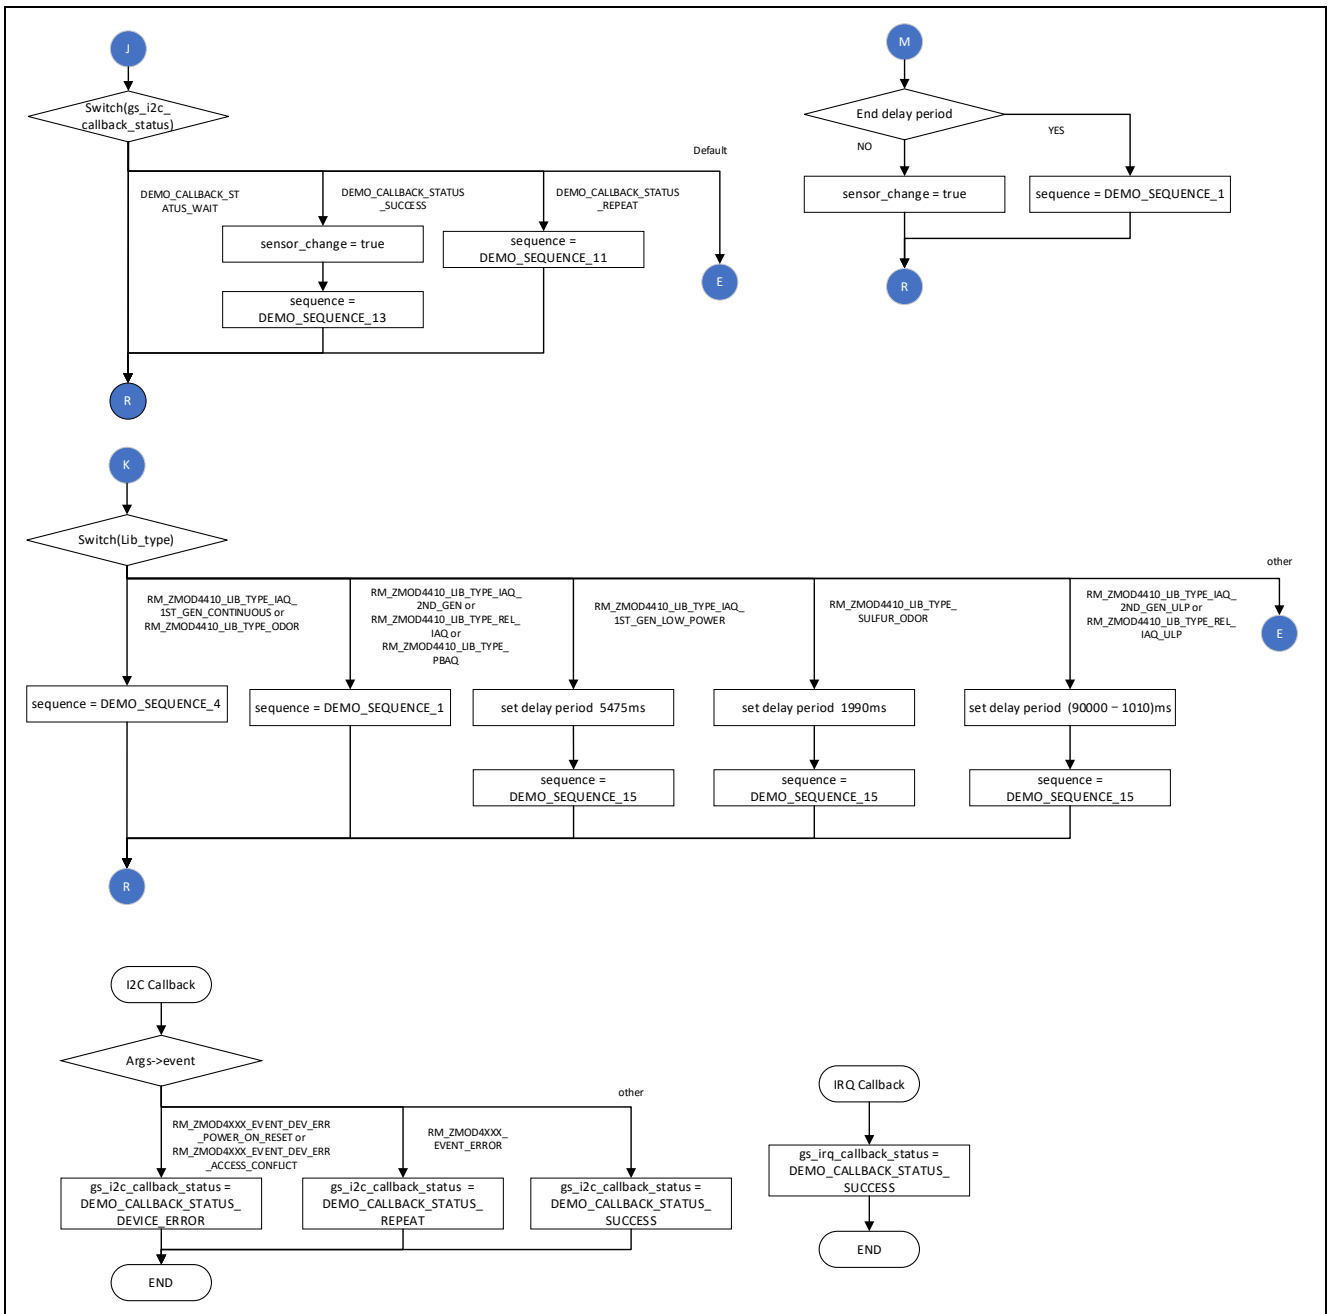 J
Switch(gs_i2c_
callback_status)
DEMO_CALLBACK_ST
ATUS_WAIT
DEMO_CALLBACK_STATUS
_SUCCESS
DEMO_CALLBACK_STATUS
_REPEAT
Default
sensor_change = true
sequence =
DEMO_SEQUENCE_13
sequence =
DEMO_SEQUENCE_11
E
R
M
End delay period
NO
YES
sensor_change = true
sequence = DEMO_SEQUENCE_1
R
K
Switch(Lib_type)
RM_ZMOD4410_LIB_TYPE_IAQ_
1ST_GEN_CONTINUOUS or
RM_ZMOD4410_LIB_TYPE_ODOR
RM_ZMOD4410_LIB_TYPE_IAQ_
2ND_GEN or
RM_ZMOD4410_LIB_TYPE_REL_
IAQ or
RM_ZMOD4410_LIB_TYPE_
PBAQ
RM_ZMOD4410_LIB_TYPE_IAQ_
1ST_GEN_LOW_POWER
RM_ZMOD4410_LIB_TYPE_
SULFUR_ODOR
RM_ZMOD4410_LIB_TYPE_IAQ_
2ND_GEN_ULP or
RM_ZMOD4410_LIB_TYPE_REL_
IAQ_ULP
other
E
sequence = DEMO_SEQUENCE_4
sequence = DEMO_SEQUENCE_1
set delay period 5475ms
set delay period 1990ms
set delay period (90000 − 1010)ms
sequence =
DEMO_SEQUENCE_15
sequence =
DEMO_SEQUENCE_15
sequence =
DEMO_SEQUENCE_15
R
I2C Callback
Args->event
RM_ZMOD4XXX_EVENT_DEV_ERR
_POWER_ON_RESET or
RM_ZMOD4XXX_EVENT_DEV_ERR
_ACCESS_CONFLICT
RM_ZMOD4XXX_
EVENT_ERROR
other
gs_i2c_callback_status =
DEMO_CALLBACK_STATUS_
DEVICE_ERROR
gs_i2c_callback_status =
DEMO_CALLBACK_STATUS_
REPEAT
gs_i2c_callback_status =
DEMO_CALLBACK_STATUS_
SUCCESS
END
IRQ Callback
gs_irq_callback_status =
DEMO_CALLBACK_STATUS_
SUCCESS
END